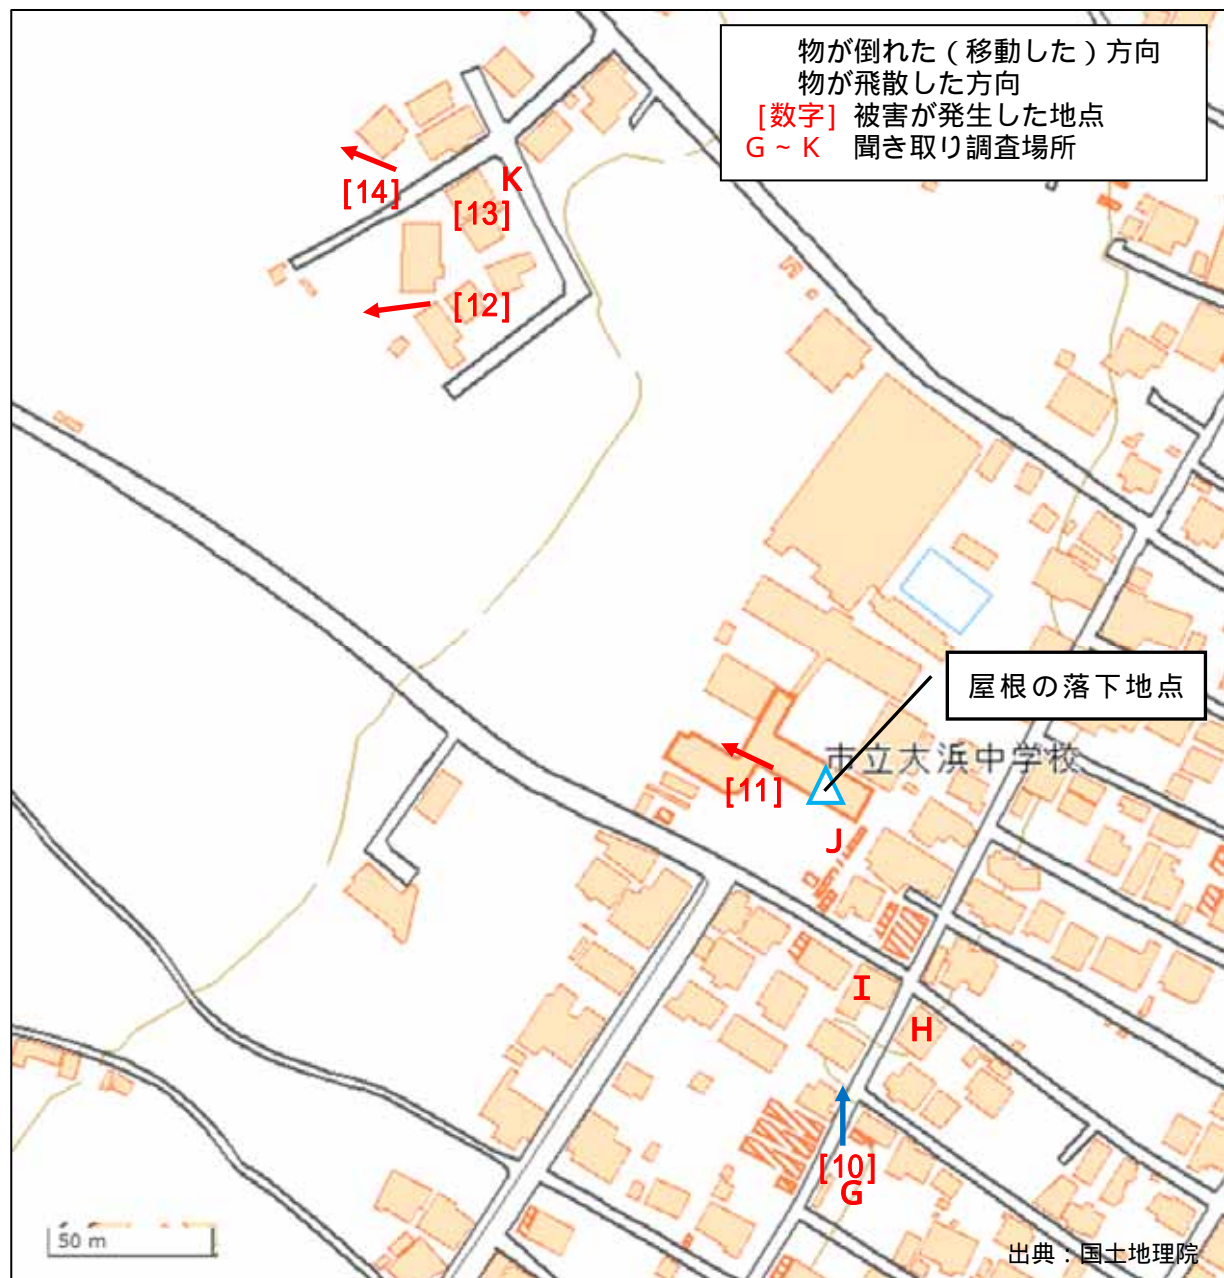 物が倒れた（移動した）方向
物が飛散した方向
[数字] 被害が発生した地点
G～K 聞き取り調査場所
K
[14]
[13]
[12]
屋根の落下地点
市立大浜中学校
[11]
J
I
H
[10]
G
50 m
出典：国土地理院